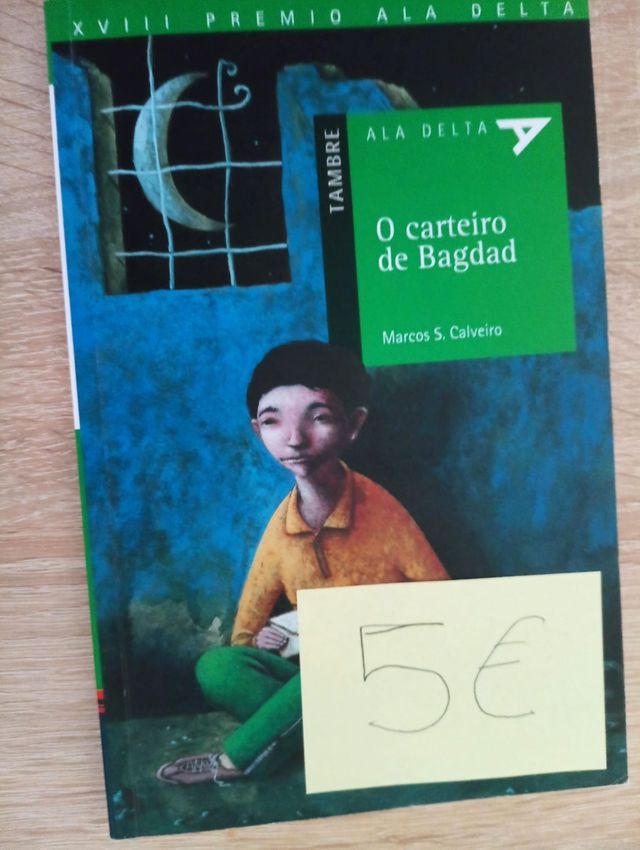 XVIII PREMIO ALA DELTA
TAMBRE
ALA DELTA
O carteiro
de Bagdad
Marcos S. Calveiro
5 €